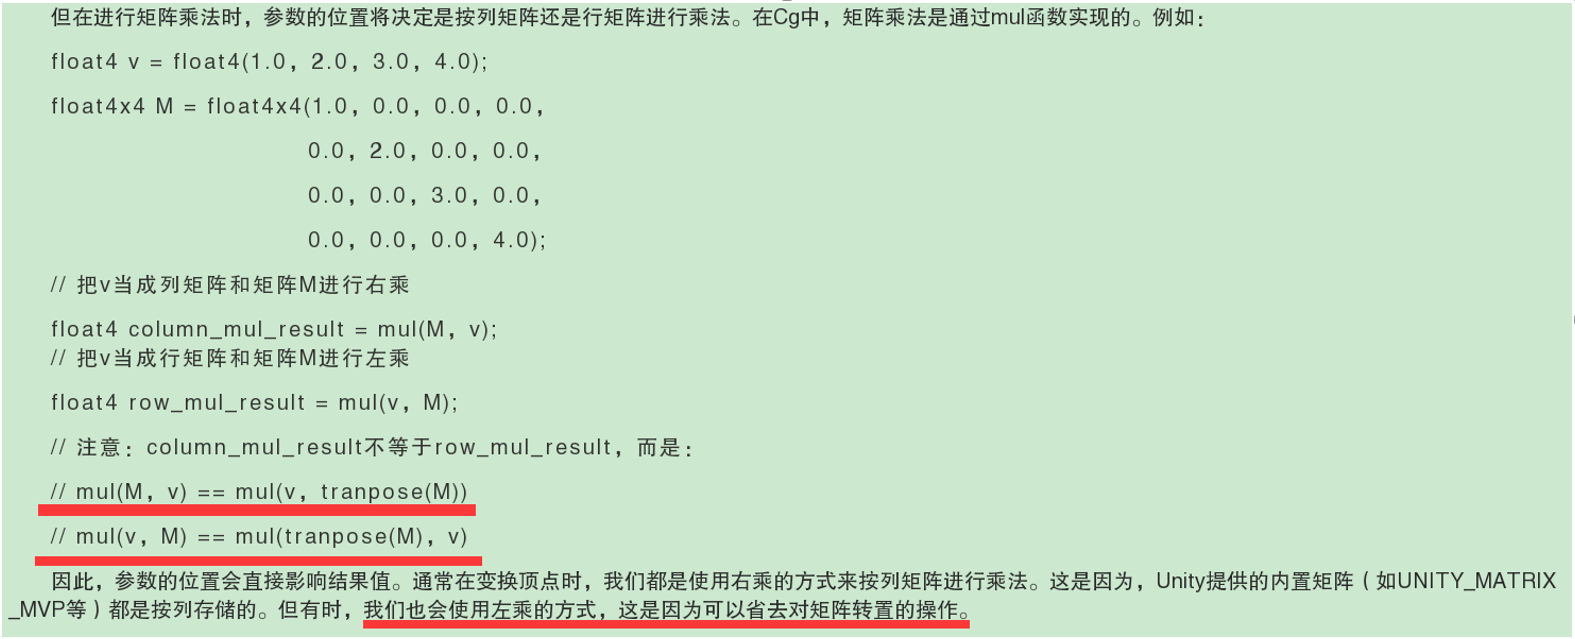 但在进行矩阵乘法时，参数的位置将决定是按列矩阵还是行矩阵进行乘法。在Cg中，矩阵乘法是通过mul函数实现的。例如：
float4 v = float4(1.0, 2.0, 3.0, 4.0);
float4x4 M = float4x4(1.0, 0.0, 0.0, 0.0,
0.0, 2.0, 0.0, 0.0,
0.0, 0.0, 3.0, 0.0,
0.0, 0.0, 0.0, 4.0);
// 把v当成列矩阵和矩阵M进行右乘
float4 column_mul_result = mul(M, v);
// 把v当成行矩阵和矩阵M进行左乘
float4 row_mul_result = mul(v, M);
// 注意：column_mul_result不等于row_mul_result，而是：
// mul(M, v) == mul(v, tranpose(M))
// mul(v, M) == mul(tranpose(M), v)
因此，参数的位置会直接影响结果值。通常在变换顶点时，我们都是使用右乘的方式来按列矩阵进行乘法。这是因为，Unity提供的内置矩阵（如UNITY_MATRIX
_MVP等）都是按列存储的。但有时，我们也会使用左乘的方式，这是因为可以省去对矩阵转置的操作。